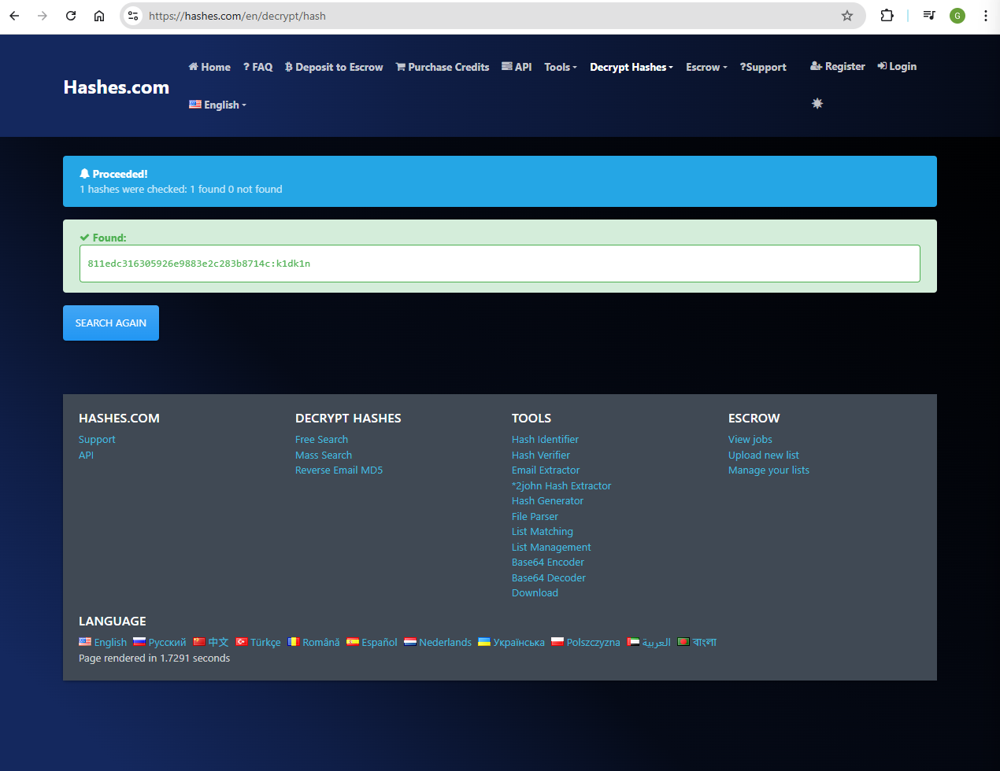 https://hashes.com/en/decrypt/hash
G
Hashes.com
Home ? FAQ Deposit to Escrow Purchase Credits API Tools Decrypt Hashes Escrow ?Support Register Login
English
Proceeded!
1 hashes were checked: 1 found 0 not found
Found:
811edc316305926e9883e2c283b8714c:k1dk1n
SEARCH AGAIN
HASHES.COM
Support
API
DECRYPT HASHES
Free Search
Mass Search
Reverse Email MD5
TOOLS
Hash Identifier
Hash Verifier
Email Extractor
*2john Hash Extractor
Hash Generator
File Parser
List Matching
List Management
Base64 Encoder
Base64 Decoder
Download
ESCROW
View jobs
Upload new list
Manage your lists
LANGUAGE
English Русский 中文 Türkçe Română Español Nederlands Українська Polszczyzna العربية বাংলা
Page rendered in 1.7291 seconds